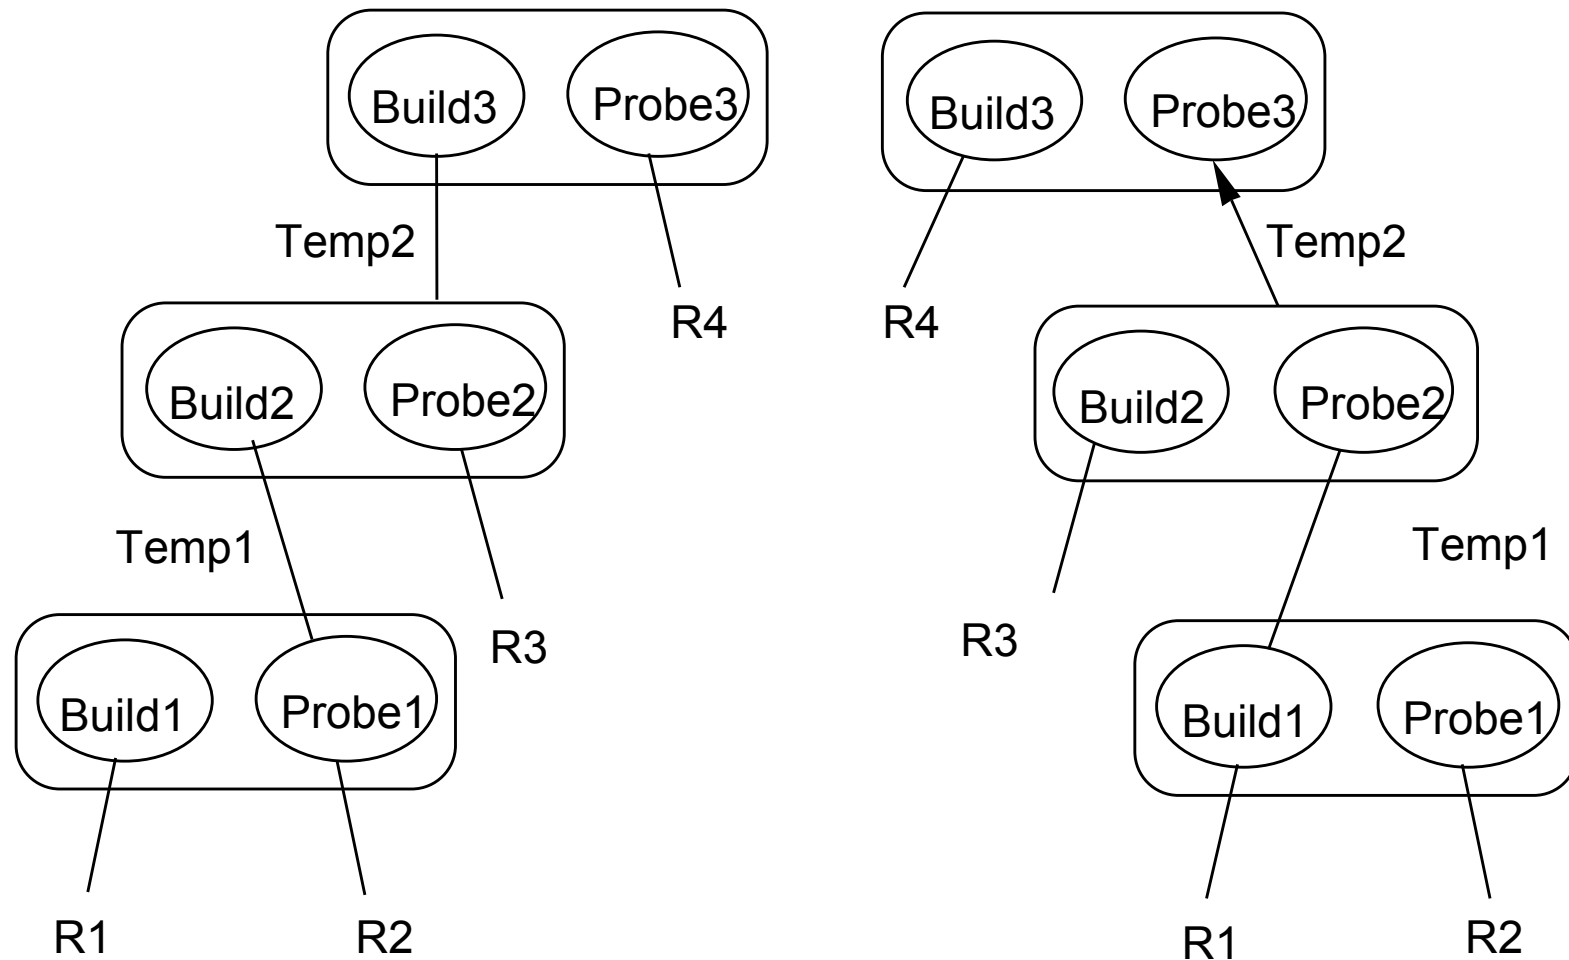 Build3 Probe3
Temp2
R4
Build2 Probe2
Temp1
R3
Build1 Probe1
R1 R2
Build3 Probe3
Temp2
R4
Build2 Probe2
Temp1
R3
Build1 Probe1
R1 R2